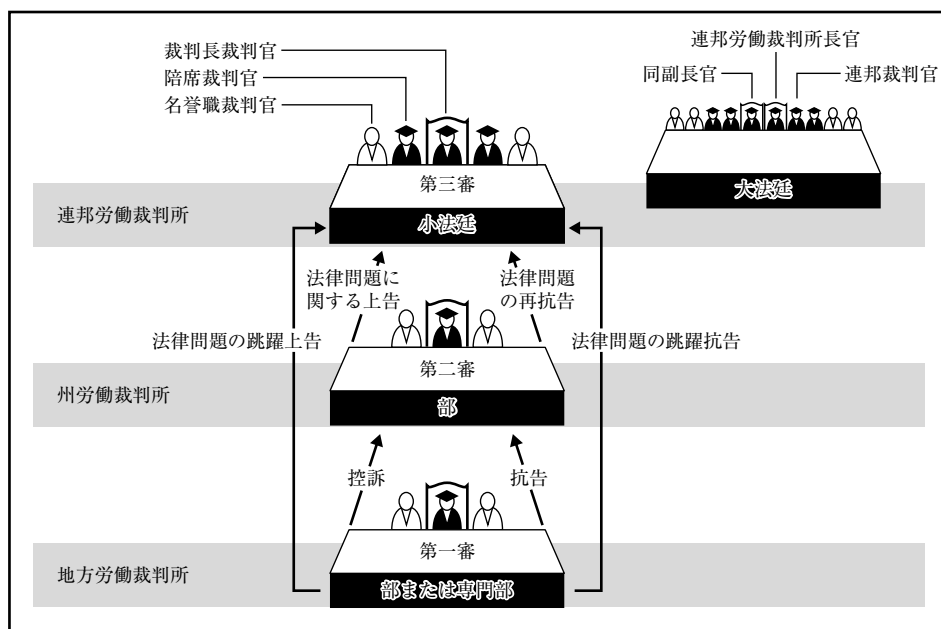 裁判長裁判官
陪席裁判官
名誉職裁判官
連邦労働裁判所長官
同副長官
連邦裁判官
第三審
大法廷
連邦労働裁判所
小法廷
法律問題に
関する上告
法律問題
の再抗告
法律問題の跳躍上告
法律問題の跳躍抗告
第二審
州労働裁判所
部
控訴
抗告
第一審
地方労働裁判所
部または専門部